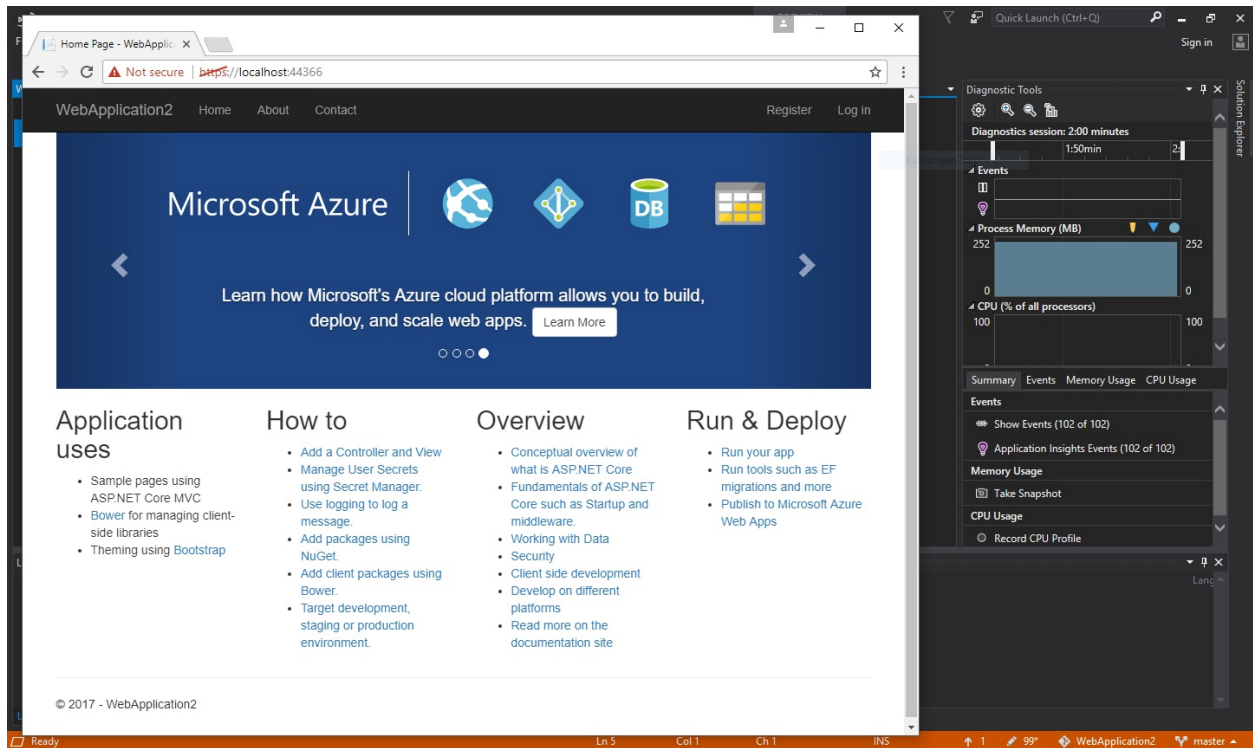 Quick Launch (Ctrl+Q)
Sign in
Home Page - WebApplic
Not secure | https://localhost:44366
WebApplication2 Home About Contact Register Log in
Microsoft Azure
DB
Learn how Microsoft's Azure cloud platform allows you to build,
deploy, and scale web apps. Learn More
Application
uses
Sample pages using
ASP.NET Core MVC
Bower for managing client-
side libraries
Theming using Bootstrap
How to
Add a Controller and View
Manage User Secrets
using Secret Manager.
Use logging to log a
message.
Add packages using
NuGet.
Add client packages using
Bower.
Target development,
staging or production
environment.
Overview
Conceptual overview of
what is ASP.NET Core
Fundamentals of ASP.NET
Core such as Startup and
middleware.
Working with Data
Security
Client side development
Develop on different
platforms
Read more on the
documentation site
Run & Deploy
Run your app
Run tools such as EF
migrations and more
Publish to Microsoft Azure
Web Apps
© 2017 - WebApplication2
Diagnostic Tools
Diagnostics session: 2:00 minutes
1:50min 2:
Events
Process Memory (MB)
252 252
0 0
CPU (% of all processors)
100 100
Summary Events Memory Usage CPU Usage
Events
Show Events (102 of 102)
Application Insights Events (102 of 102)
Memory Usage
Take Snapshot
CPU Usage
Record CPU Profile
Solution Explorer
Lang
Ready Ln 5 Col 1 Ch 1 INS 1 99* WebApplication2 master